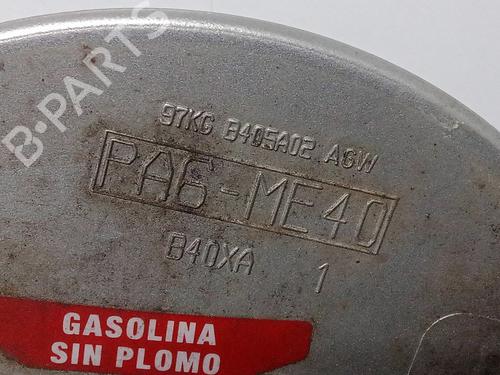 B-PARTS
97KG B405A02 AGW
PA6-ME40
B40XA 1
GASOLINA
SIN PLOMO